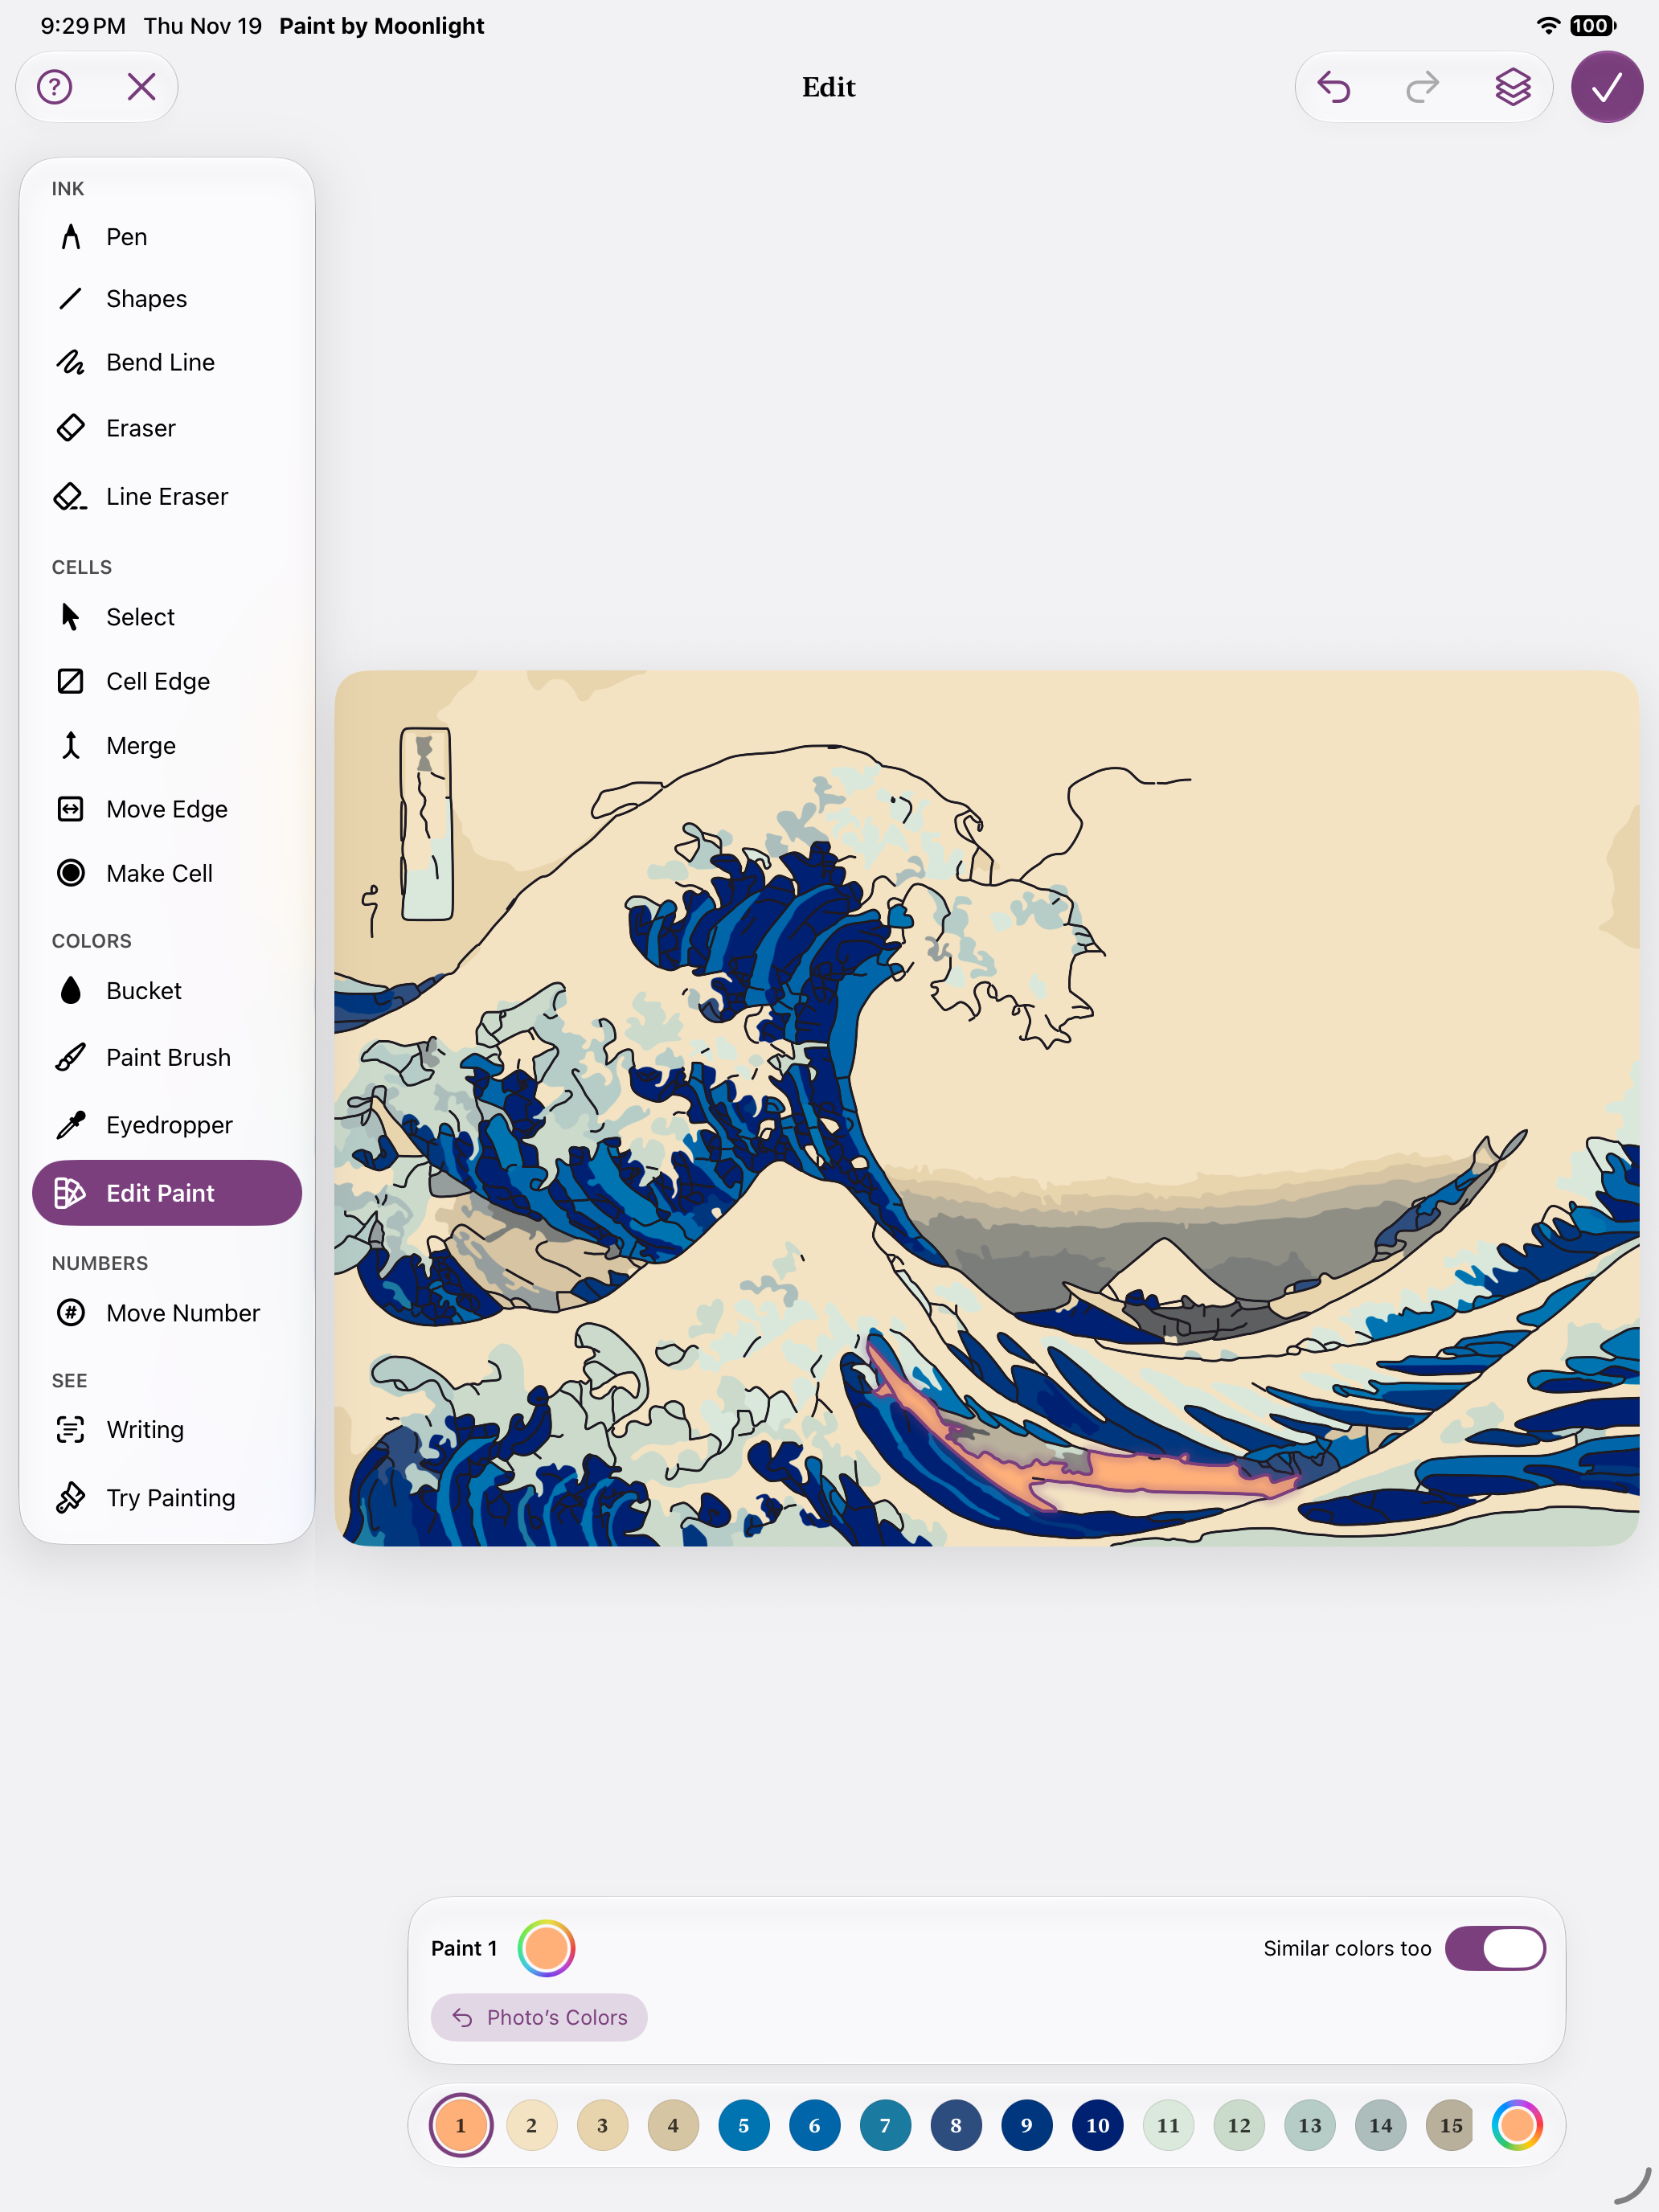 9:29 PM Thu Nov 19 Paint by Moonlight
100
Edit
INK
Pen
Shapes
Bend Line
Eraser
Line Eraser
CELLS
Select
Cell Edge
Merge
Move Edge
Make Cell
COLORS
Bucket
Paint Brush
Eyedropper
Edit Paint
NUMBERS
# Move Number
SEE
Writing
Try Painting
Paint 1
Similar colors too
Photo’s Colors
1 2 3 4 5 6 7 8 9 10 11 12 13 14 15